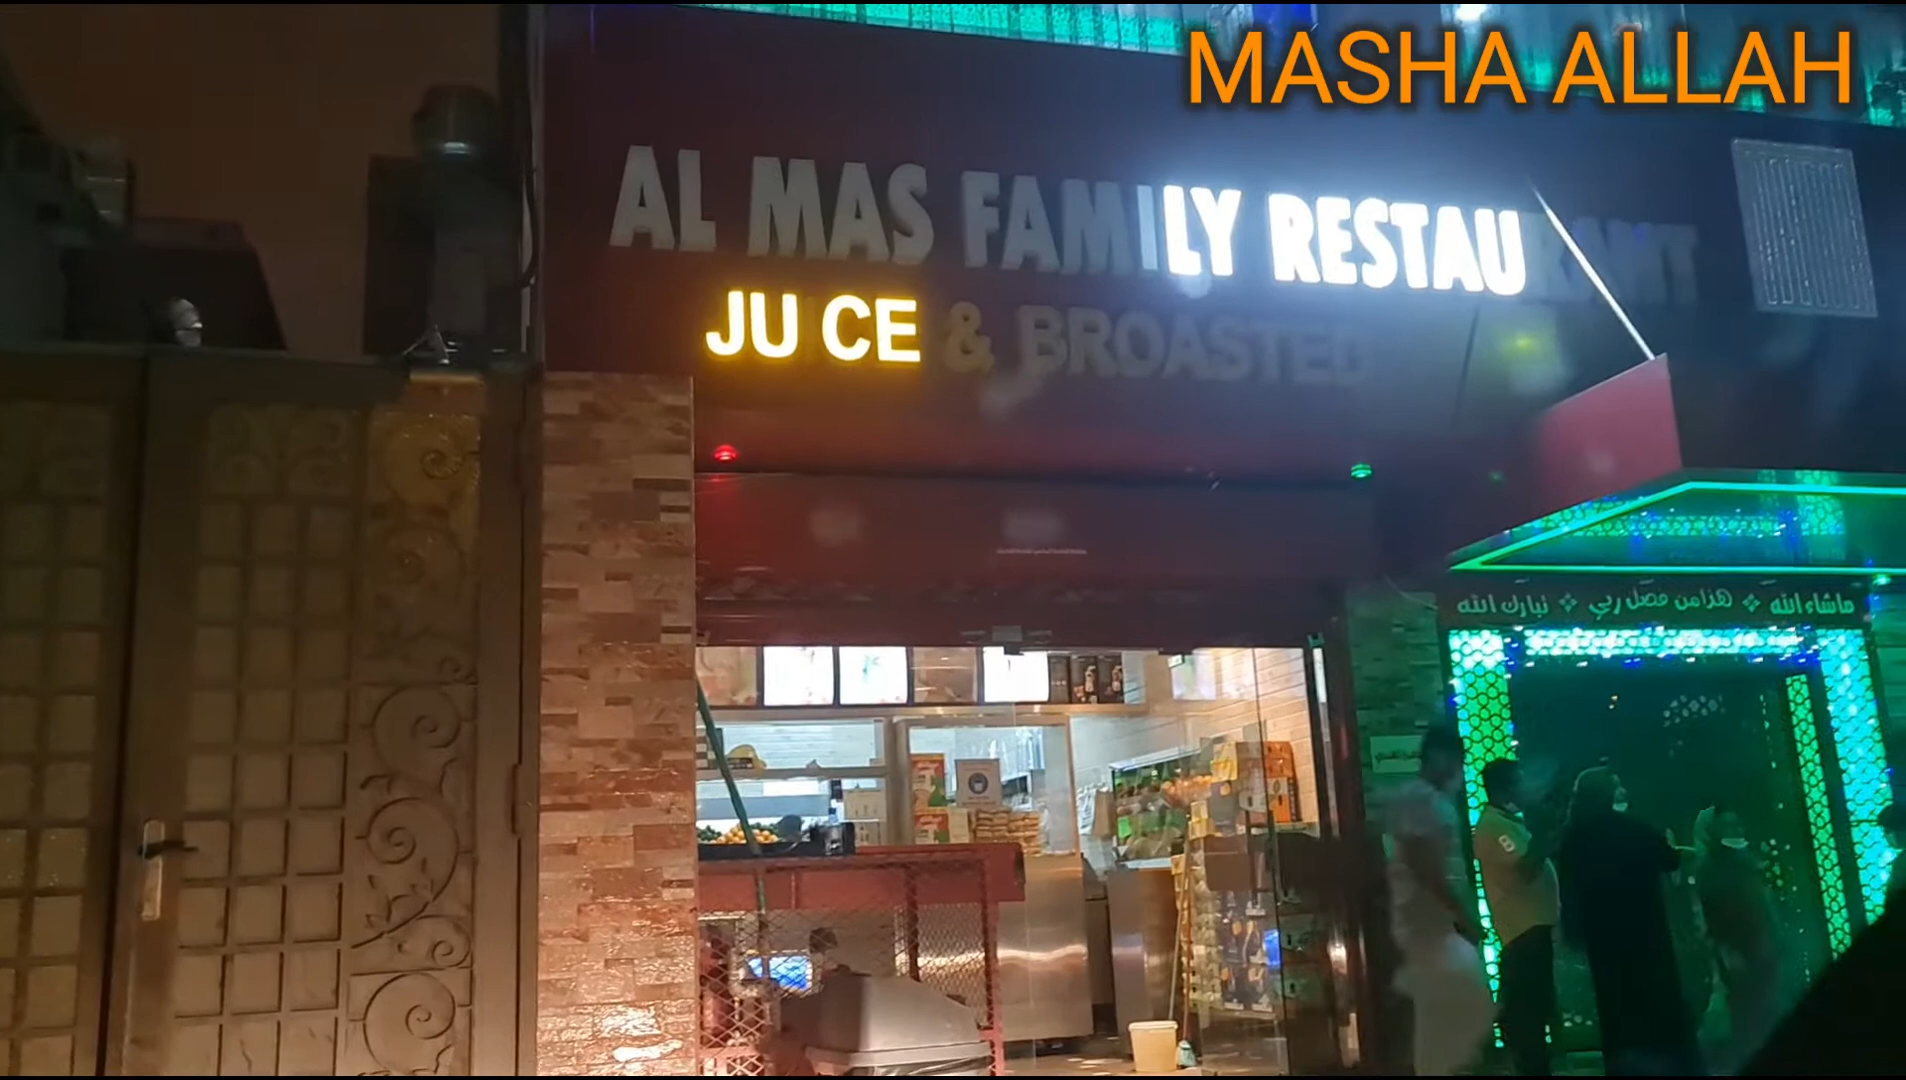 MASHA ALLAH
AL MAS FAMILY RESTAURANT
JU CE & BROASTED
ماشاء الله ❖ هذا من فضل ربي ❖ تبارك الله